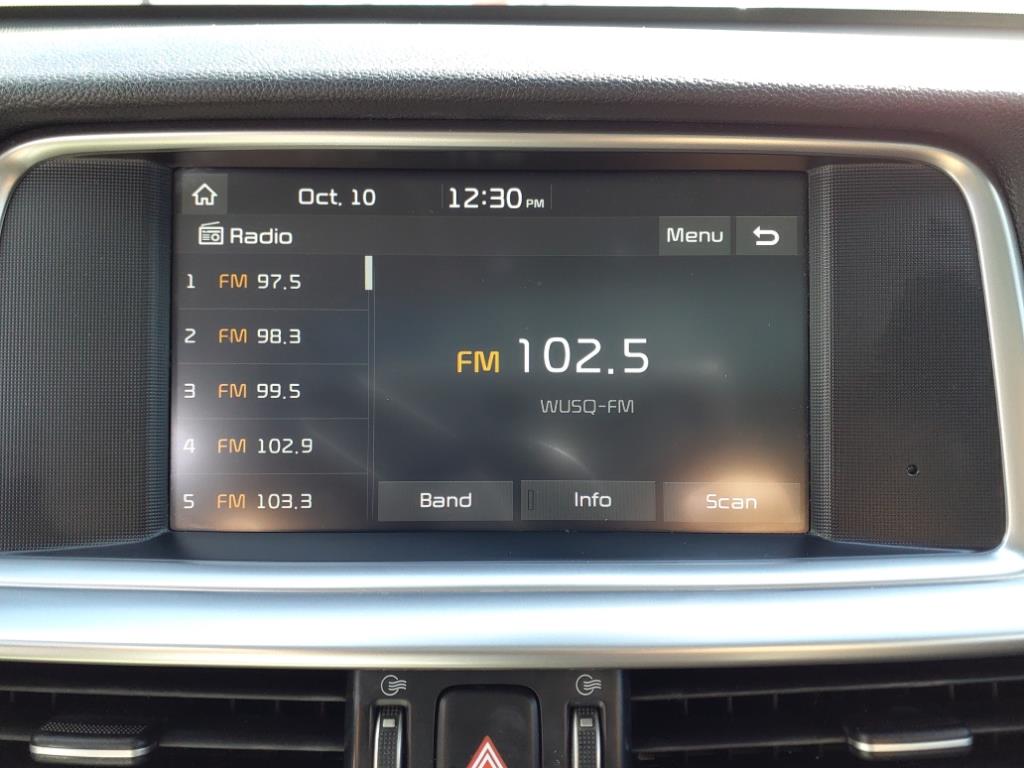 Oct. 10 12:30 PM
Radio Menu
1 FM 97.5
2 FM 98.3
3 FM 99.5
4 FM 102.9
5 FM 103.3
FM 102.5
WUSQ-FM
Band Info Scan